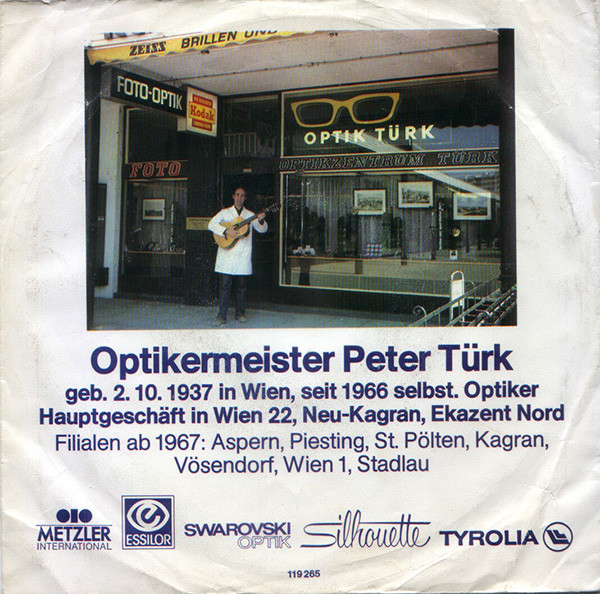 ZEISS BRILLEN UND
FOTO-OPTIK
Kodak
FOTO
OPTIK TÜRK
OPTIKZENTRUM TÜRK
Optikermeister Peter Türk
geb. 2. 10. 1937 in Wien, seit 1966 selbst. Optiker
Hauptgeschäft in Wien 22, Neu-Kagran, Ekazent Nord
Filialen ab 1967: Aspern, Piesting, St. Pölten, Kagran,
Vösendorf, Wien 1, Stadlau
METZLER
INTERNATIONAL
ESSILOR
SWAROVSKI
OPTIK
Silhouette
TYROLIA
119 265